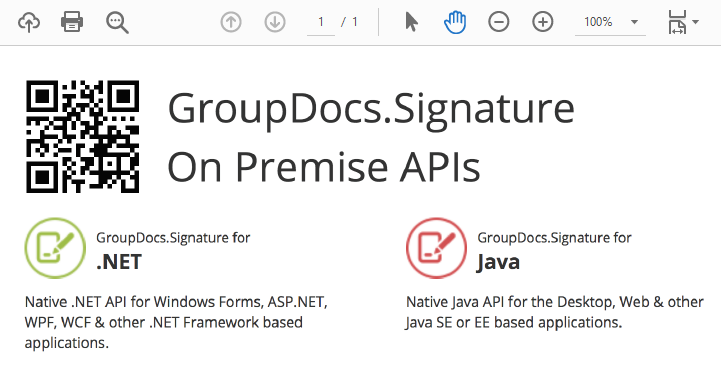 1 / 1 100%
GroupDocs.Signature
On Premise APIs
GroupDocs.Signature for
.NET
Native .NET API for Windows Forms, ASP.NET,
WPF, WCF & other .NET Framework based
applications.
GroupDocs.Signature for
Java
Native Java API for the Desktop, Web & other
Java SE or EE based applications.